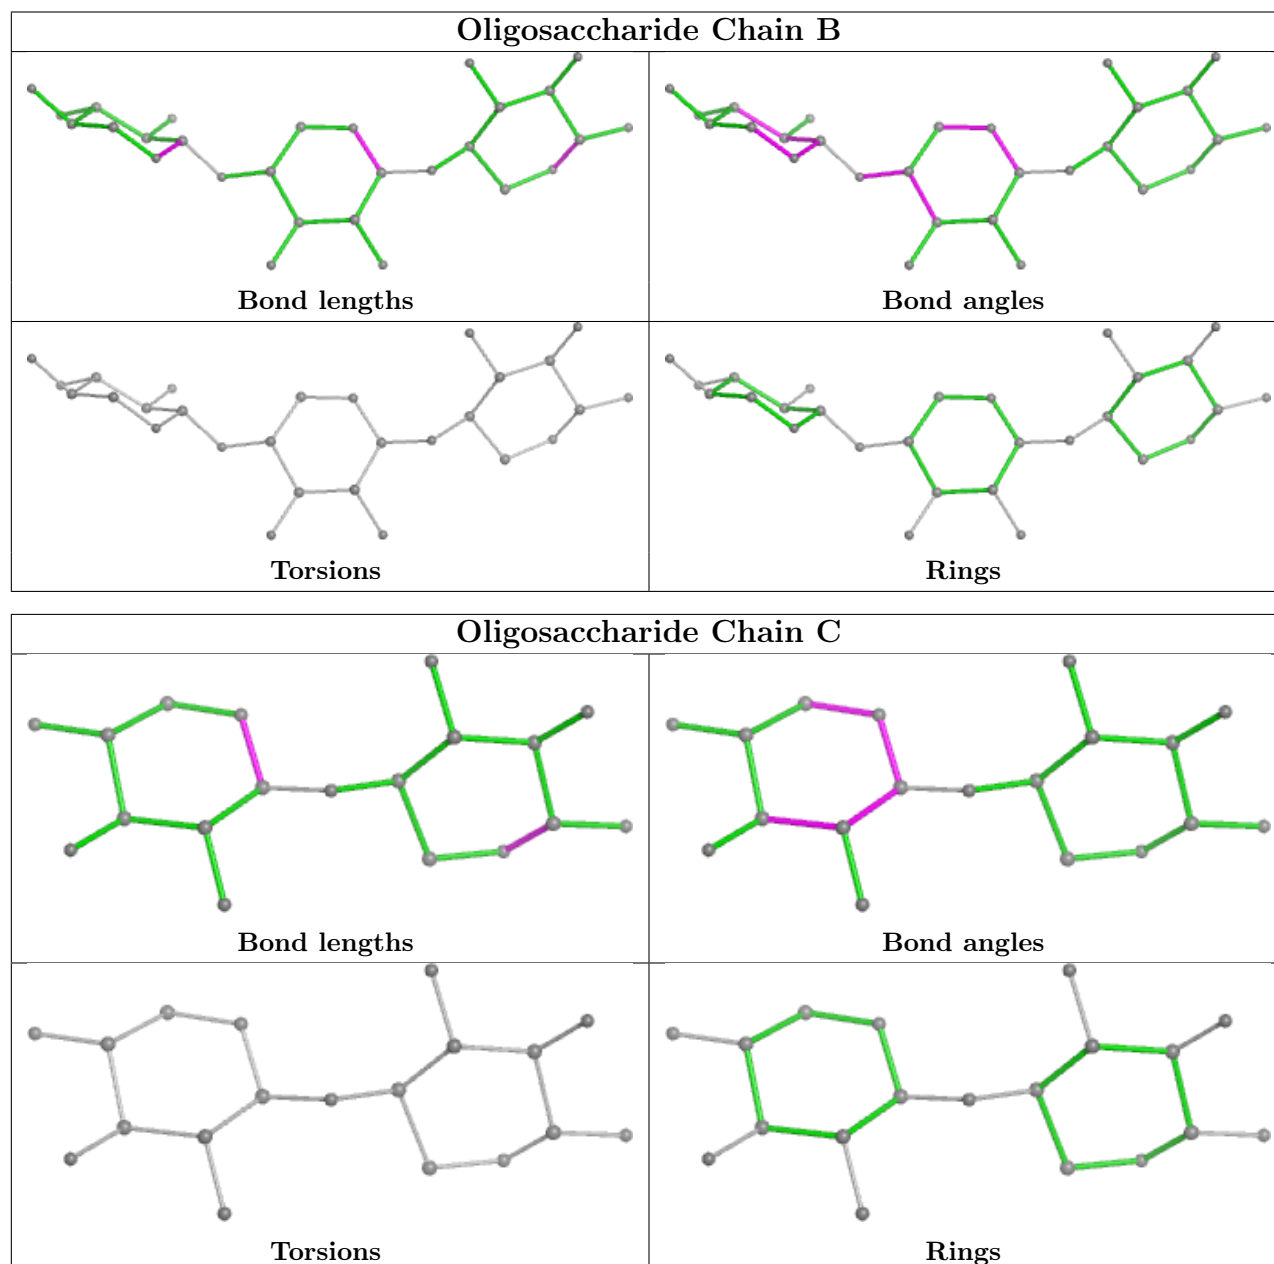 Oligosaccharide Chain B
Bond lengths
Bond angles
Torsions
Rings
Oligosaccharide Chain C
Bond lengths
Bond angles
Torsions
Rings